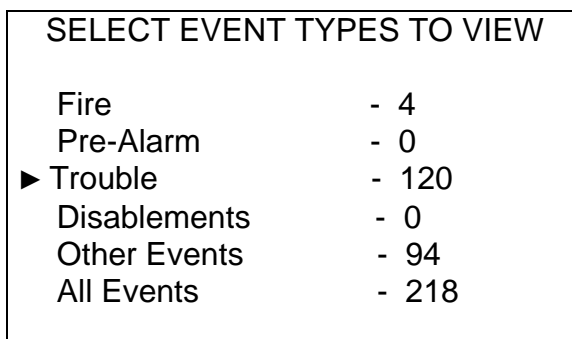 SELECT EVENT TYPES TO VIEW
Fire - 4
Pre-Alarm - 0
► Trouble - 120
Disablements - 0
Other Events - 94
All Events - 218